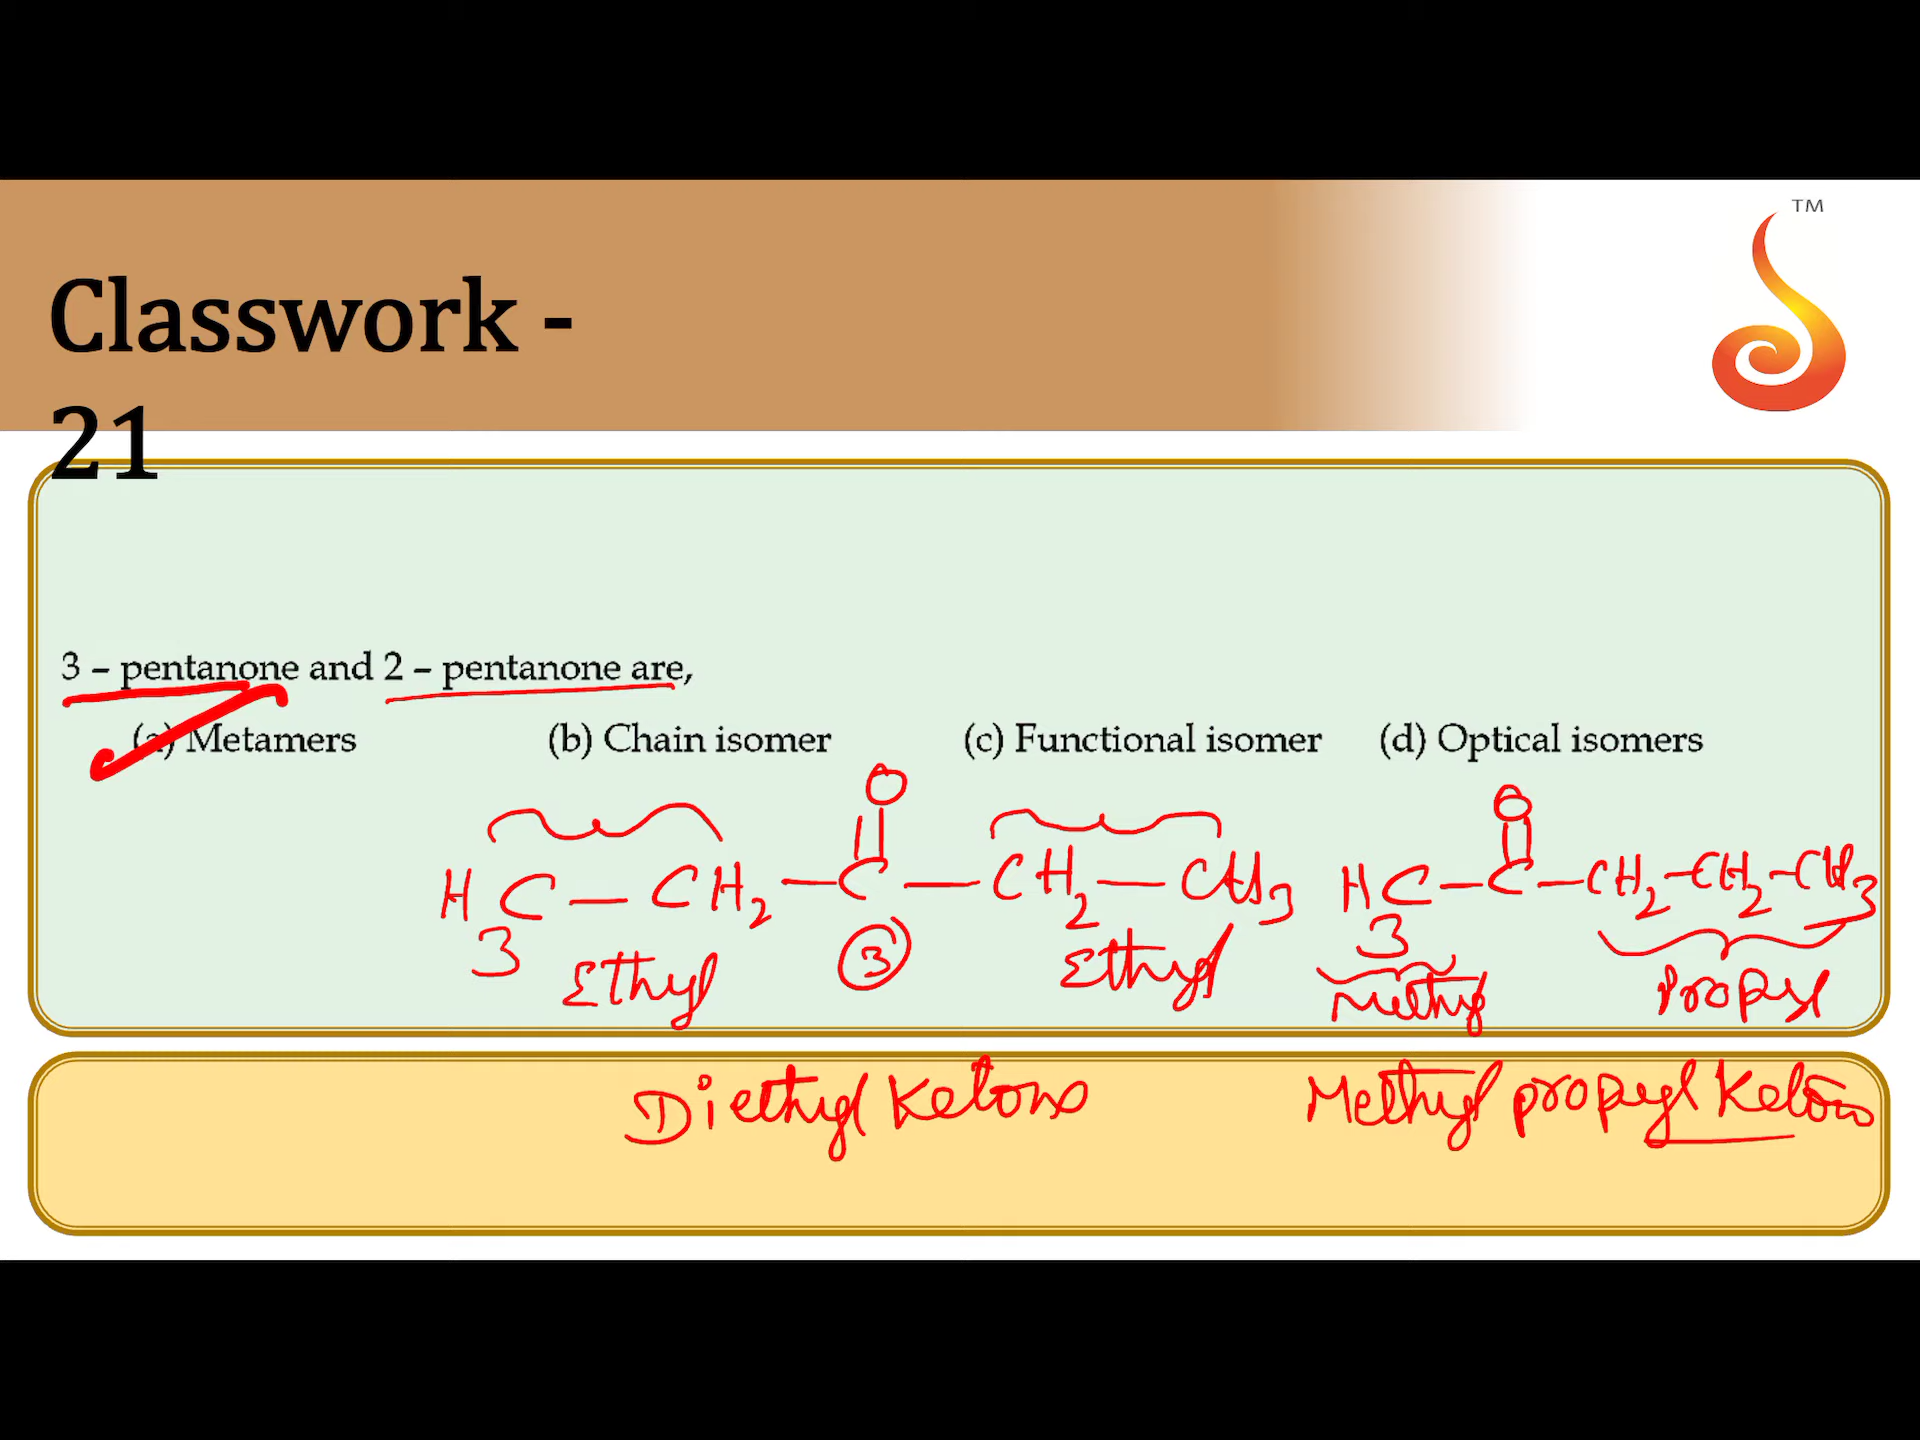 TM
Classwork -
21
3 – pentanone and 2 – pentanone are,
(a) Metamers (b) Chain isomer (c) Functional isomer (d) Optical isomers
O O
H3C — CH2 — C — CH2 — CH3 H3C — C — CH2 - CH2 - CH3
Ethyl 3 Ethyl Methyl Propyl
Diethyl Ketone Methyl propyl Ketone